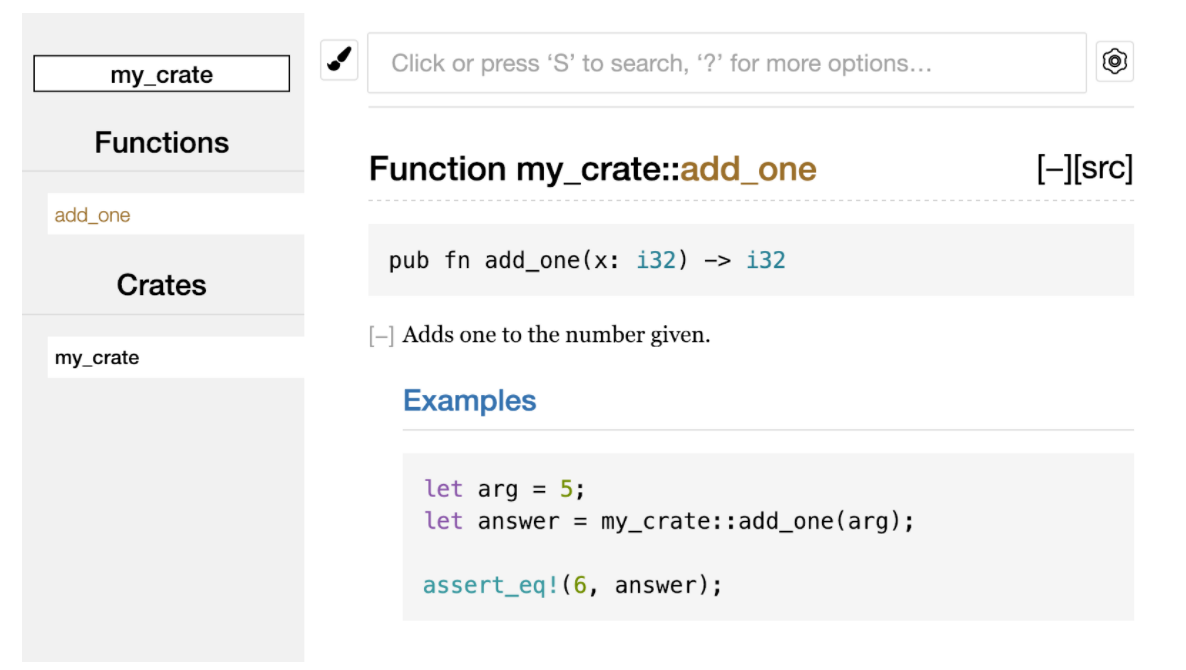 my_crate
Functions
add_one
Crates
my_crate
Click or press ‘S’ to search, ‘?’ for more options…
Function my_crate::add_one [−][src]
pub fn add_one(x: i32) -> i32
[−] Adds one to the number given.
Examples
let arg = 5;
let answer = my_crate::add_one(arg);
assert_eq!(6, answer);